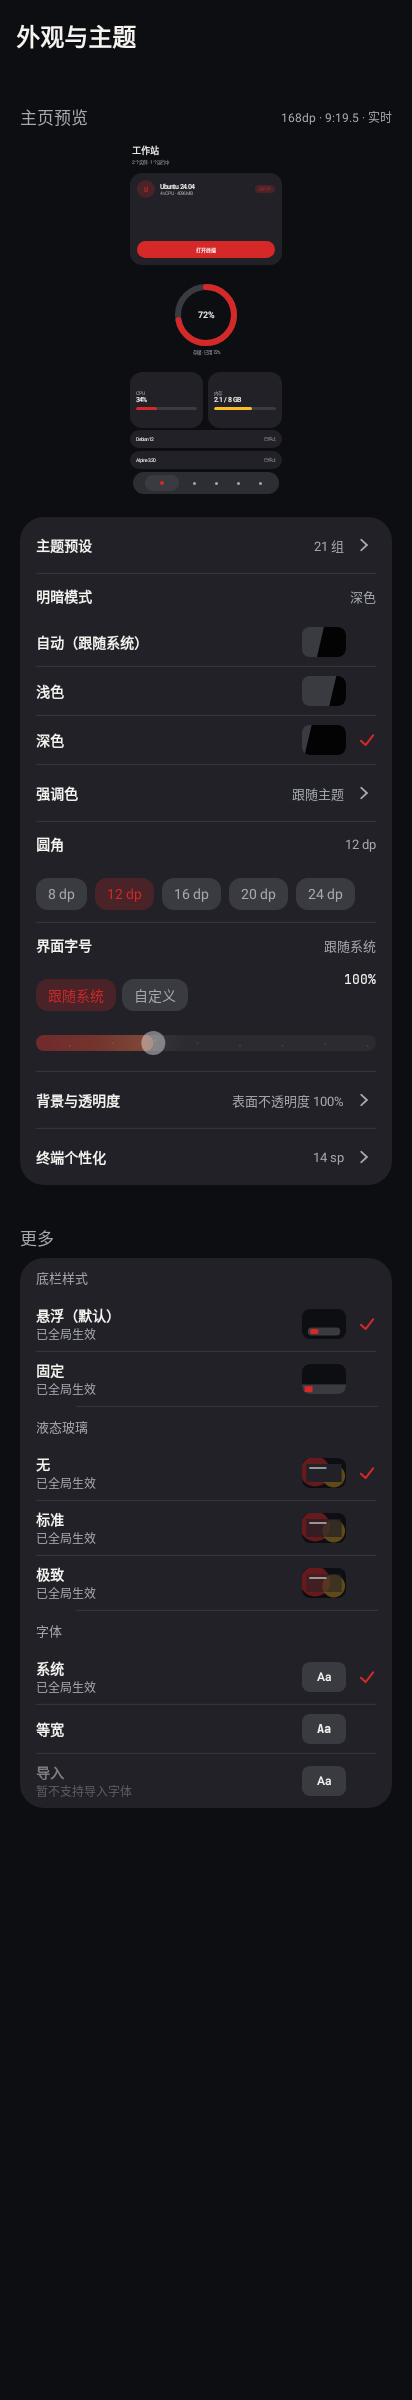 外观与主题
主页预览
168dp · 9:19.5 · 实时
工作站
Ubuntu 24.04
打开终端
72%
CPU
34%
内存
2.1 / 8 GB
Debian 12
Alpine 3.20
主题预设
21 组
明暗模式
深色
自动（跟随系统）
浅色
深色
强调色
跟随主题
圆角
12 dp
8 dp
12 dp
16 dp
20 dp
24 dp
界面字号
跟随系统
100%
跟随系统
自定义
背景与透明度
表面不透明度 100%
终端个性化
14 sp
更多
底栏样式
悬浮（默认）
已全局生效
固定
已全局生效
液态玻璃
无
已全局生效
标准
已全局生效
极致
已全局生效
字体
系统
已全局生效
Aa
等宽
Aa
导入
暂不支持导入字体
Aa